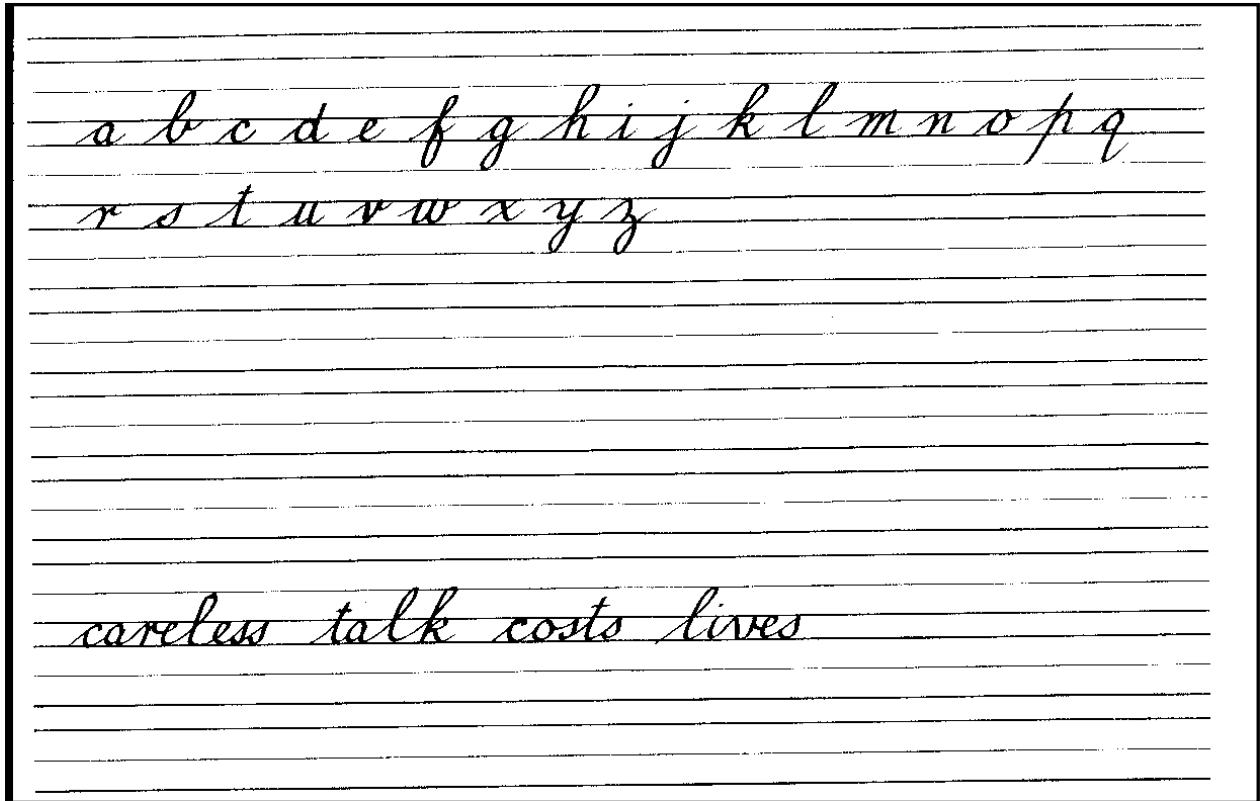 a b c d e f g h i j k l m n o p q
r s t u v w x y z
careless talk costs lives